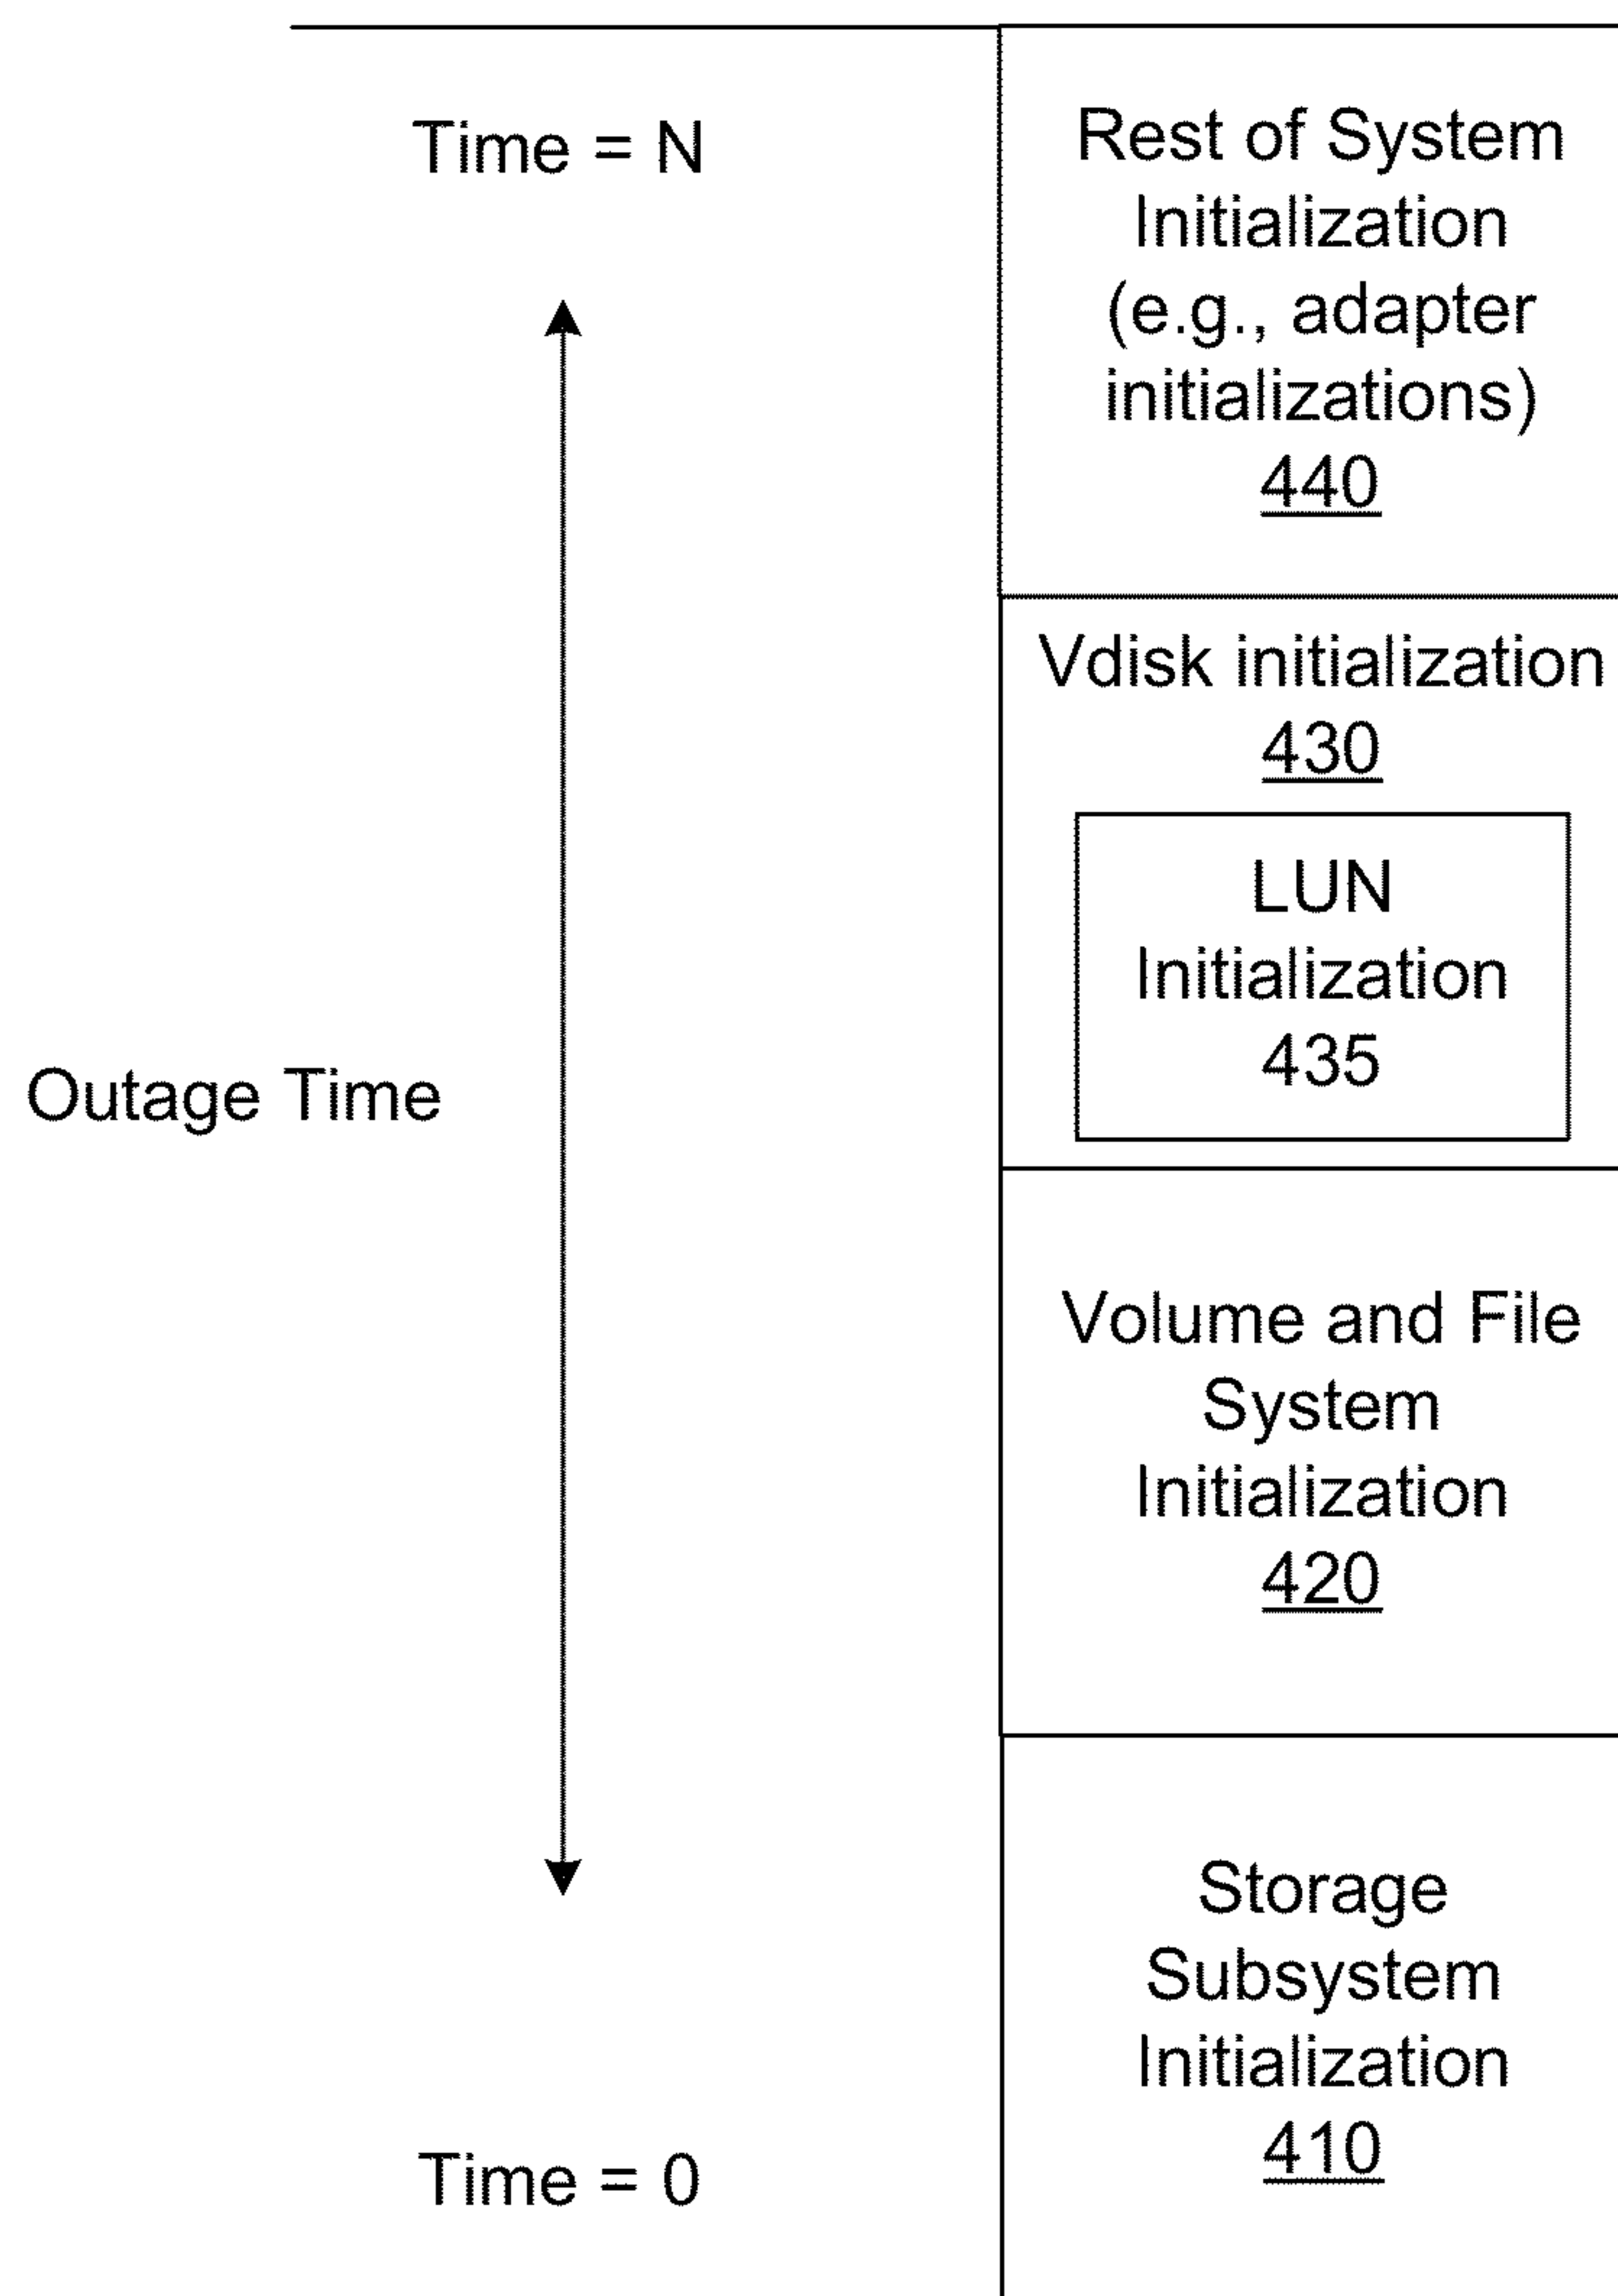 Time = N
Rest of System
Initialization
(e.g., adapter
initializations)
440
Vdisk initialization
430
LUN
Initialization
435
Outage Time
Volume and File
System
Initialization
420
Storage
Subsystem
Initialization
410
Time = 0